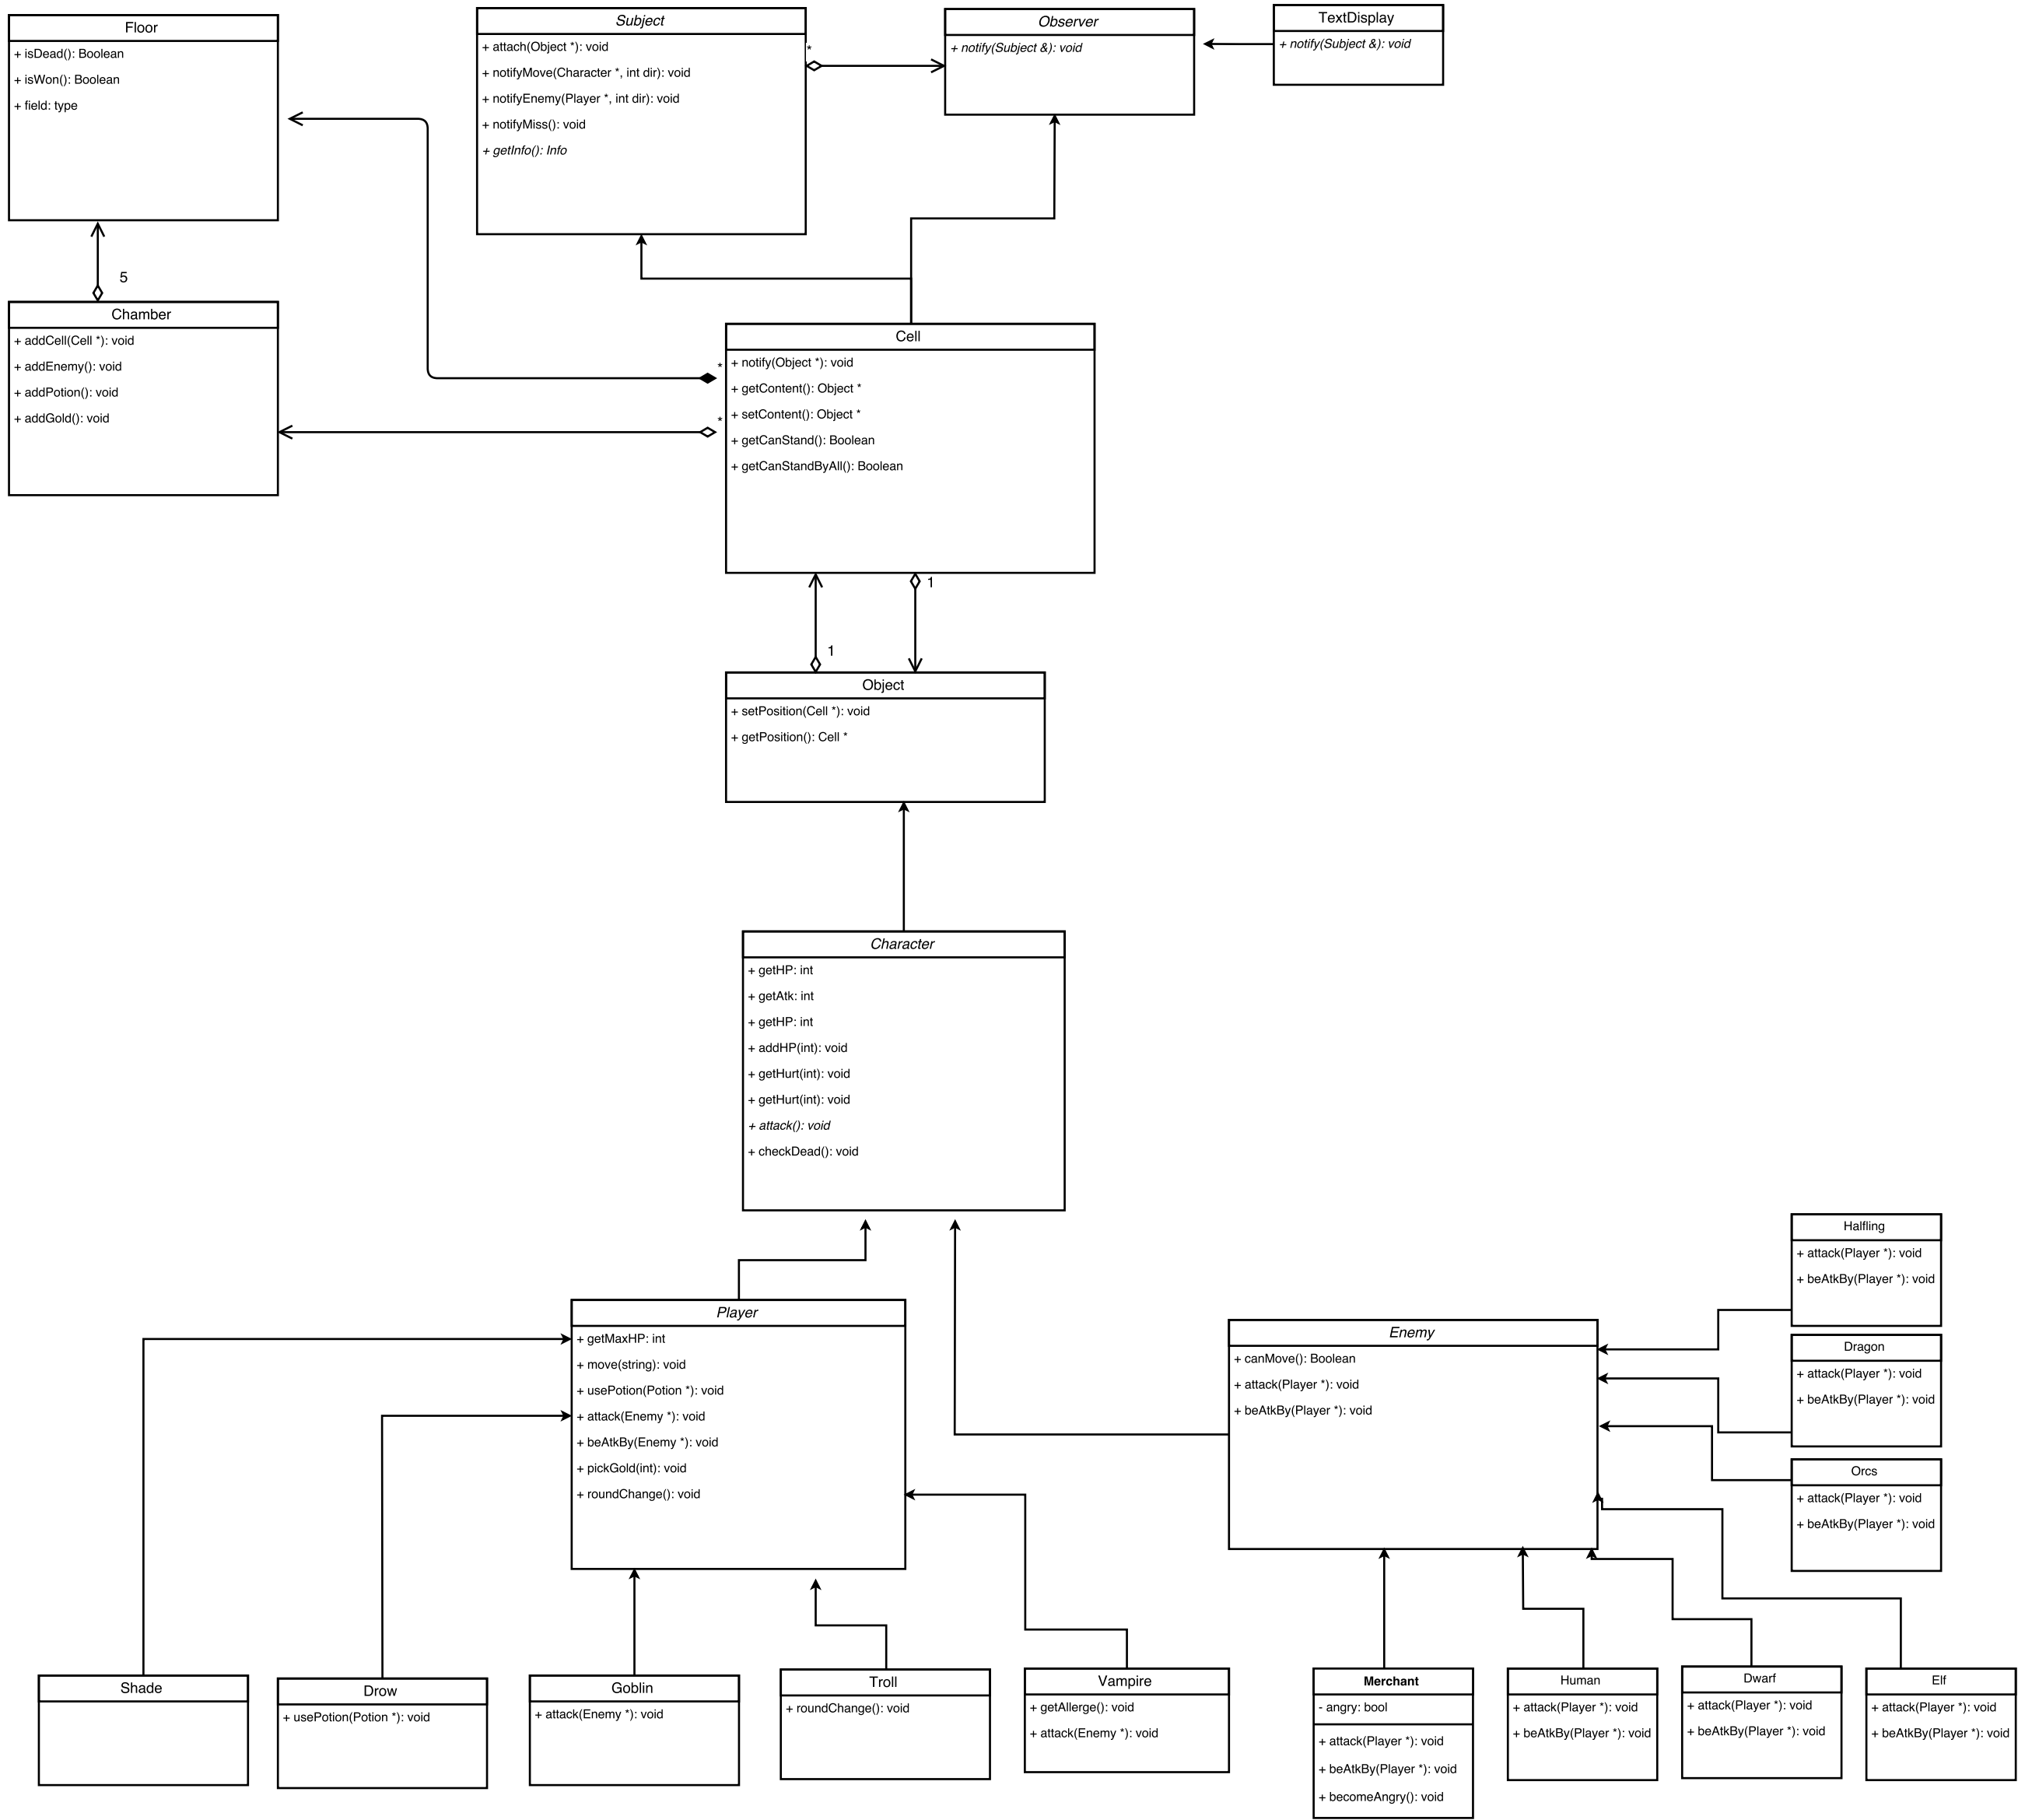 Floor
+ isDead(): Boolean
+ isWon(): Boolean
+ field: type
Subject
+ attach(Object *): void
+ notifyMove(Character *, int dir): void
+ notifyEnemy(Player *, int dir): void
+ notifyMiss(): void
+ getInfo(): Info
*
Observer
+ notify(Subject &): void
TextDisplay
+ notify(Subject &): void
5
Chamber
+ addCell(Cell *): void
+ addEnemy(): void
+ addPotion(): void
+ addGold(): void
*
*
Cell
+ notify(Object *): void
+ getContent(): Object *
+ setContent(): Object *
+ getCanStand(): Boolean
+ getCanStandByAll(): Boolean
1
1
Object
+ setPosition(Cell *): void
+ getPosition(): Cell *
Character
+ getHP: int
+ getAtk: int
+ getHP: int
+ addHP(int): void
+ getHurt(int): void
+ getHurt(int): void
+ attack(): void
+ checkDead(): void
Player
+ getMaxHP: int
+ move(string): void
+ usePotion(Potion *): void
+ attack(Enemy *): void
+ beAtkBy(Enemy *): void
+ pickGold(int): void
+ roundChange(): void
Enemy
+ canMove(): Boolean
+ attack(Player *): void
+ beAtkBy(Player *): void
Halfling
+ attack(Player *): void
+ beAtkBy(Player *): void
Dragon
+ attack(Player *): void
+ beAtkBy(Player *): void
Orcs
+ attack(Player *): void
+ beAtkBy(Player *): void
Shade
Drow
+ usePotion(Potion *): void
Goblin
+ attack(Enemy *): void
Troll
+ roundChange(): void
Vampire
+ getAllerge(): void
+ attack(Enemy *): void
Merchant
- angry: bool
+ attack(Player *): void
+ beAtkBy(Player *): void
+ becomeAngry(): void
Human
+ attack(Player *): void
+ beAtkBy(Player *): void
Dwarf
+ attack(Player *): void
+ beAtkBy(Player *): void
Elf
+ attack(Player *): void
+ beAtkBy(Player *): void